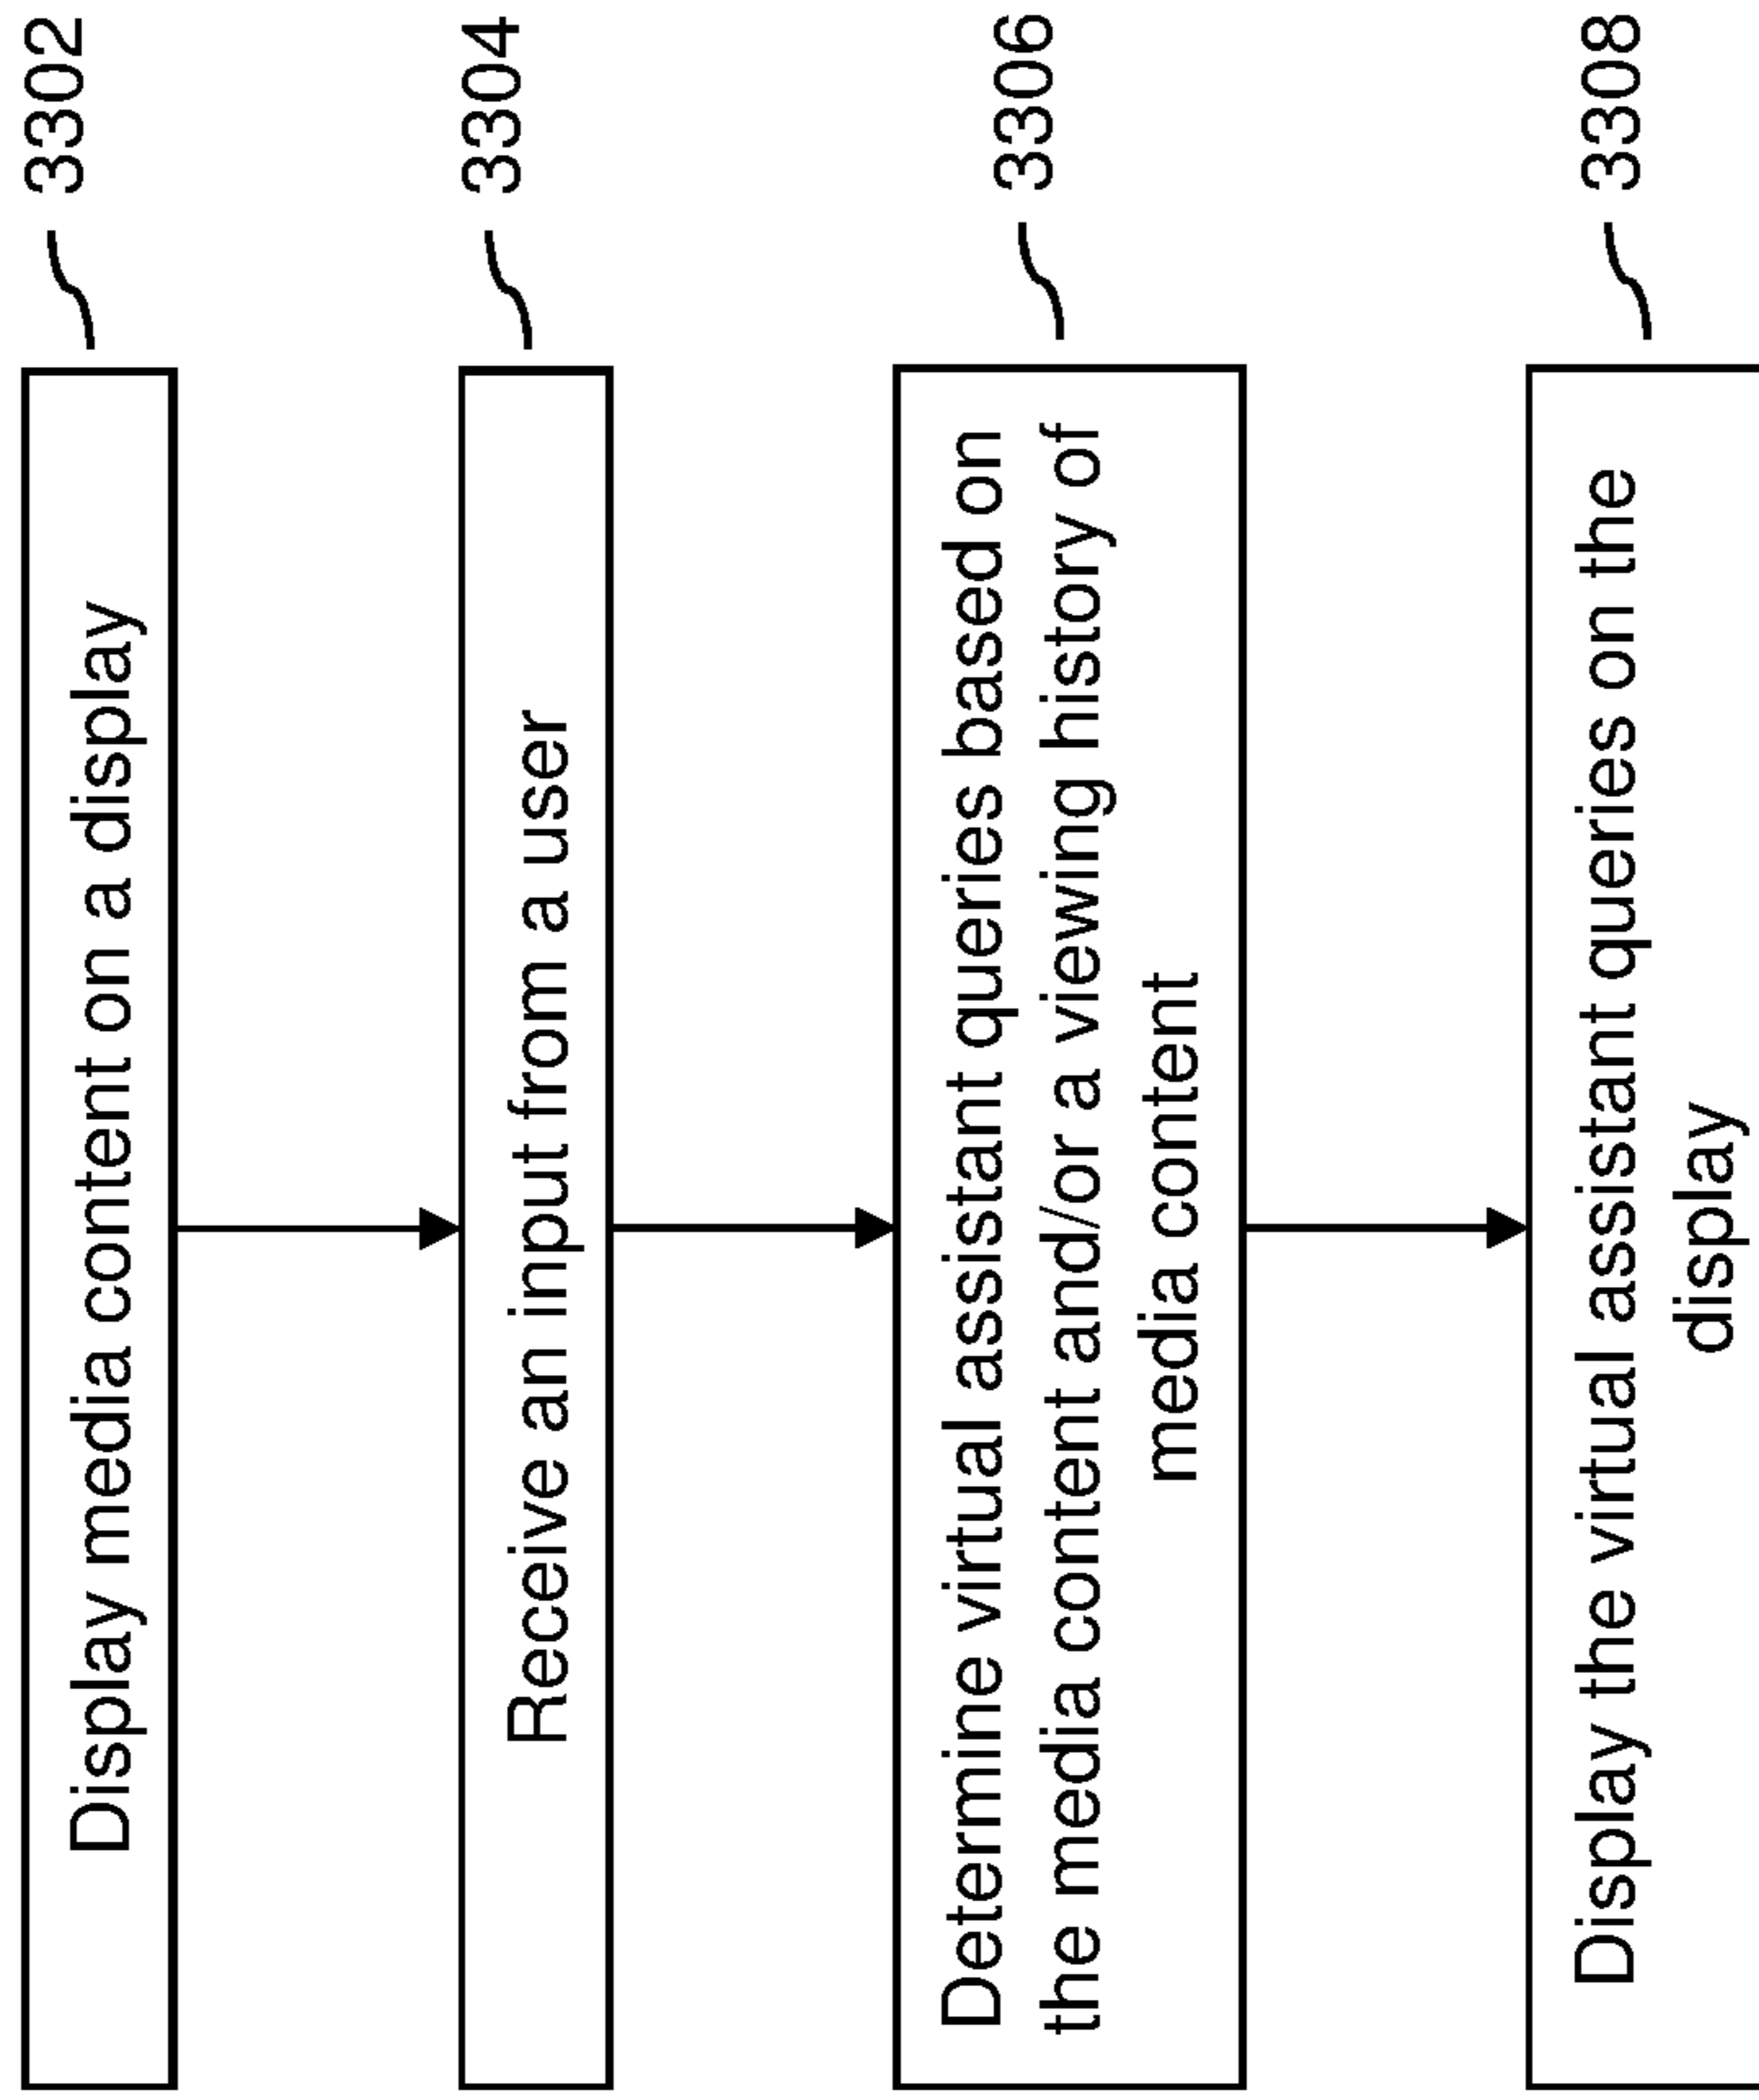 Display media content on a display
3302
Receive an input from a user
3304
Determine virtual assistant queries based on
the media content and/or a viewing history of
media content
3306
Display the virtual assistant queries on the
display
3308